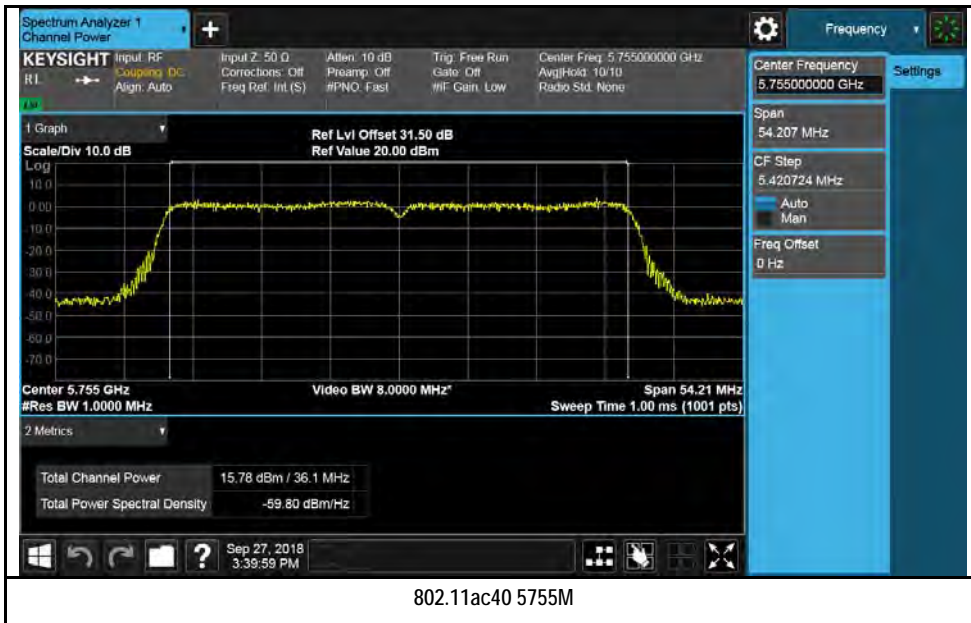 Spectrum Analyzer 1
Channel Power
+
Frequency
KEYSIGHT
RL
Input: RF
Coupling: DC
Align: Auto
Input Z: 50 Ω
Corrections: Off
Freq Ref: Int (S)
Atten: 10 dB
Preamp: Off
#PNO: Fast
Trig: Free Run
Gate: Off
#IF Gain: Low
Center Freq: 5.755000000 GHz
Avg|Hold: 10/10
Radio Std: None
Center Frequency
5.755000000 GHz
Settings
Span
54.207 MHz
CF Step
5.420724 MHz
Auto
Man
Freq Offset
0 Hz
1 Graph
Scale/Div 10.0 dB
Ref Lvl Offset 31.50 dB
Ref Value 20.00 dBm
Log
10.0
0.00
-10.0
-20.0
-30.0
-40.0
-50.0
-60.0
-70.0
Center 5.755 GHz
#Res BW 1.0000 MHz
Video BW 8.0000 MHz*
Span 54.21 MHz
Sweep Time 1.00 ms (1001 pts)
2 Metrics
Total Channel Power 15.78 dBm / 36.1 MHz
Total Power Spectral Density -59.80 dBm/Hz
?
Sep 27, 2018
3:39:59 PM
802.11ac40 5755M